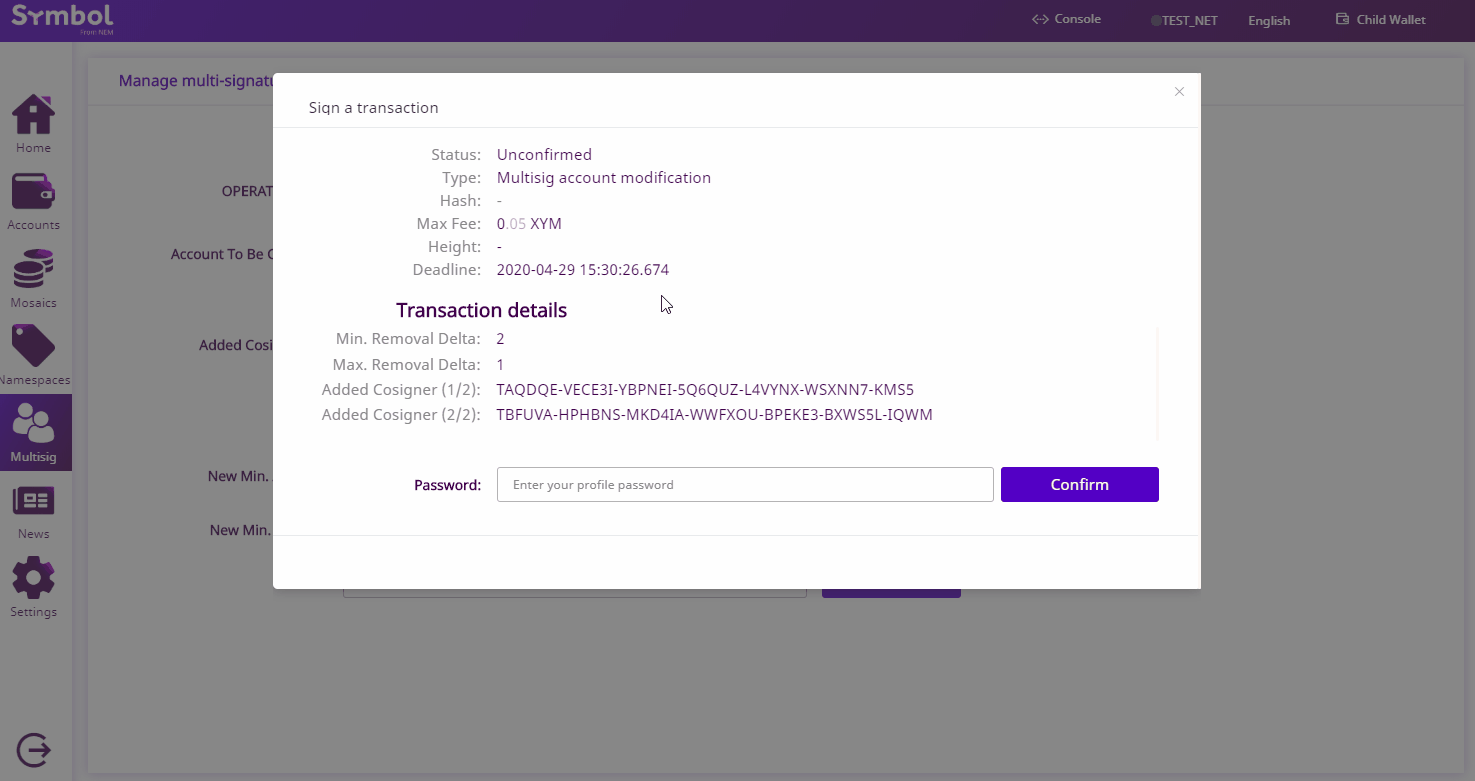 Symbol
From NEM
Console
TEST_NET
English
Child Wallet
Manage multi-signatu
Home
Accounts
Mosaics
Namespaces
Multisig
News
Settings
OPERAT
Account To Be C
Added Cosi
New Min.
New Min.
Sign a transaction
Status: Unconfirmed
Type: Multisig account modification
Hash: -
Max Fee: 0.05 XYM
Height: -
Deadline: 2020-04-29 15:30:26.674
Transaction details
Min. Removal Delta: 2
Max. Removal Delta: 1
Added Cosigner (1/2): TAQDQE-VECE3I-YBPNEI-5Q6QUZ-L4VYNX-WSXNN7-KMS5
Added Cosigner (2/2): TBFUVA-HPHBNS-MKD4IA-WWFXOU-BPEKE3-BXWS5L-IQWM
Password: Enter your profile password
Confirm